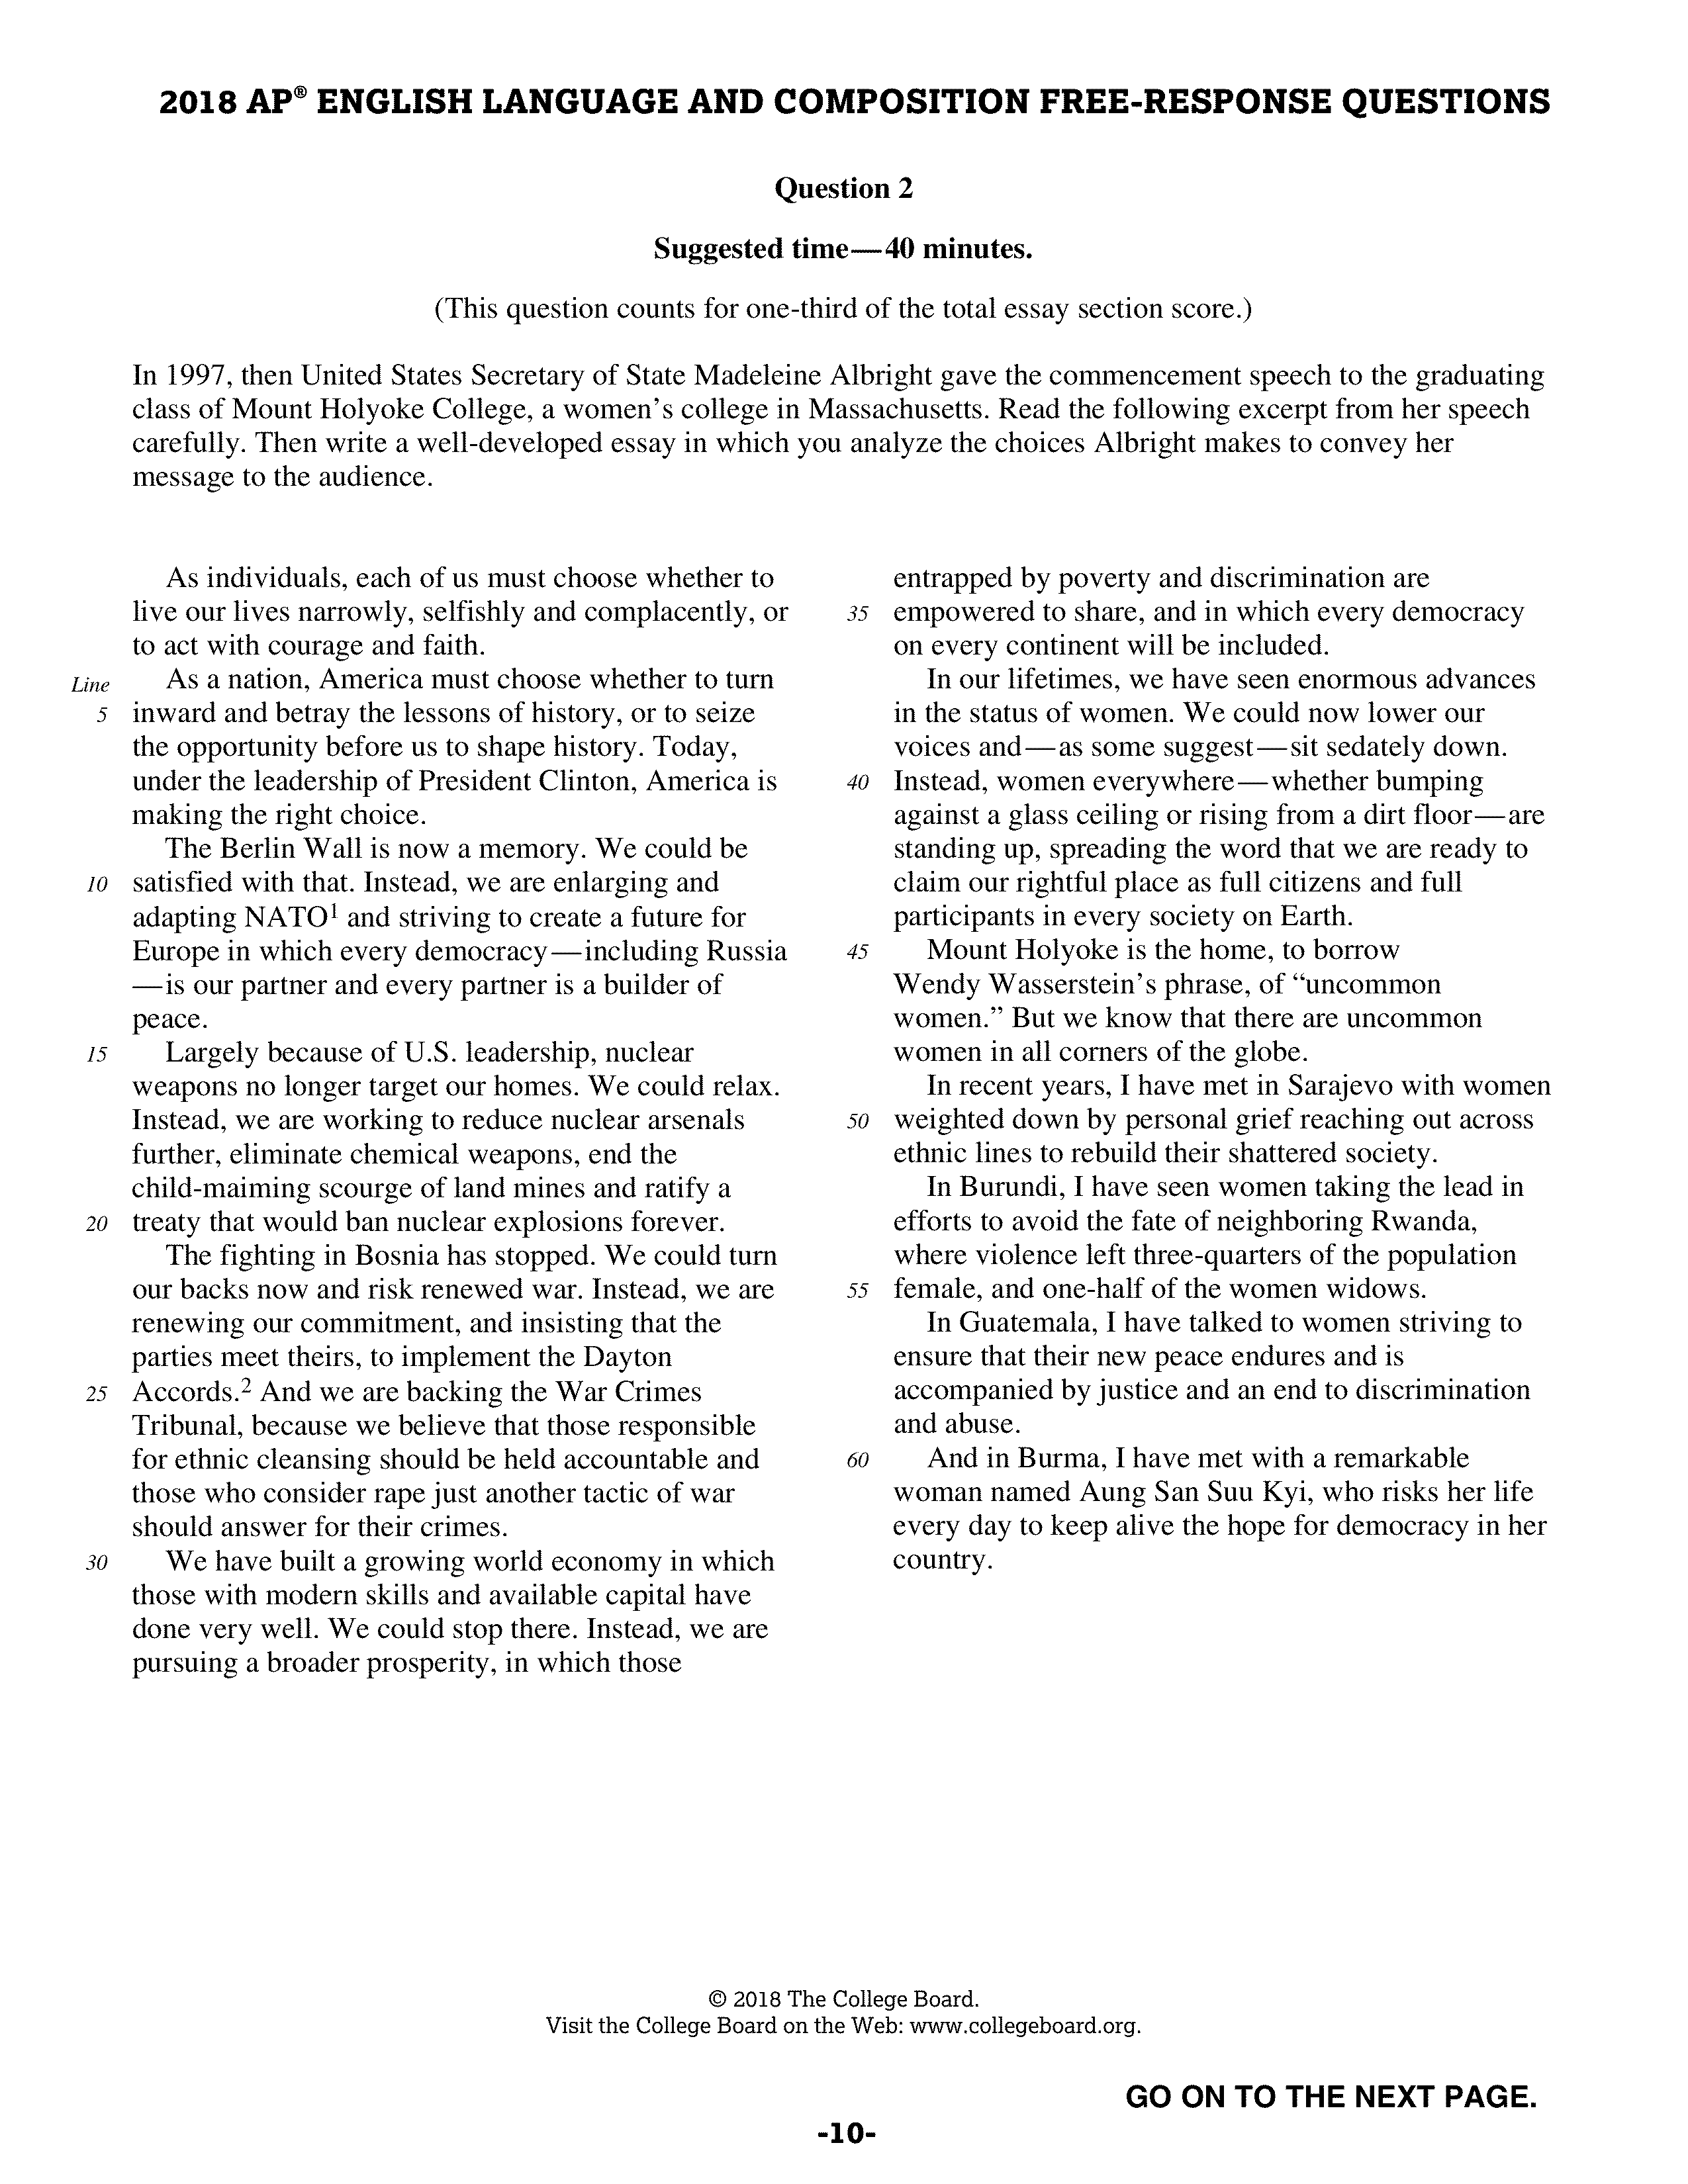 2018 AP® ENGLISH LANGUAGE AND COMPOSITION FREE-RESPONSE QUESTIONS
Question 2
Suggested time—40 minutes.
(This question counts for one-third of the total essay section score.)
In 1997, then United States Secretary of State Madeleine Albright gave the commencement speech to the graduating
class of Mount Holyoke College, a women’s college in Massachusetts. Read the following excerpt from her speech
carefully. Then write a well-developed essay in which you analyze the choices Albright makes to convey her
message to the audience.
As individuals, each of us must choose whether to
live our lives narrowly, selfishly and complacently, or
to act with courage and faith.
Line As a nation, America must choose whether to turn
5 inward and betray the lessons of history, or to seize
the opportunity before us to shape history. Today,
under the leadership of President Clinton, America is
making the right choice.
The Berlin Wall is now a memory. We could be
10 satisfied with that. Instead, we are enlarging and
adapting NATO¹ and striving to create a future for
Europe in which every democracy—including Russia
—is our partner and every partner is a builder of
peace.
15 Largely because of U.S. leadership, nuclear
weapons no longer target our homes. We could relax.
Instead, we are working to reduce nuclear arsenals
further, eliminate chemical weapons, end the
child-maiming scourge of land mines and ratify a
20 treaty that would ban nuclear explosions forever.
The fighting in Bosnia has stopped. We could turn
our backs now and risk renewed war. Instead, we are
renewing our commitment, and insisting that the
parties meet theirs, to implement the Dayton
25 Accords.² And we are backing the War Crimes
Tribunal, because we believe that those responsible
for ethnic cleansing should be held accountable and
those who consider rape just another tactic of war
should answer for their crimes.
30 We have built a growing world economy in which
those with modern skills and available capital have
done very well. We could stop there. Instead, we are
pursuing a broader prosperity, in which those
entrapped by poverty and discrimination are
35 empowered to share, and in which every democracy
on every continent will be included.
In our lifetimes, we have seen enormous advances
in the status of women. We could now lower our
voices and—as some suggest—sit sedately down.
40 Instead, women everywhere—whether bumping
against a glass ceiling or rising from a dirt floor—are
standing up, spreading the word that we are ready to
claim our rightful place as full citizens and full
participants in every society on Earth.
45 Mount Holyoke is the home, to borrow
Wendy Wasserstein’s phrase, of “uncommon
women.” But we know that there are uncommon
women in all corners of the globe.
In recent years, I have met in Sarajevo with women
50 weighted down by personal grief reaching out across
ethnic lines to rebuild their shattered society.
In Burundi, I have seen women taking the lead in
efforts to avoid the fate of neighboring Rwanda,
where violence left three-quarters of the population
55 female, and one-half of the women widows.
In Guatemala, I have talked to women striving to
ensure that their new peace endures and is
accompanied by justice and an end to discrimination
and abuse.
60 And in Burma, I have met with a remarkable
woman named Aung San Suu Kyi, who risks her life
every day to keep alive the hope for democracy in her
country.
© 2018 The College Board.
Visit the College Board on the Web: www.collegeboard.org.
GO ON TO THE NEXT PAGE.
-10-